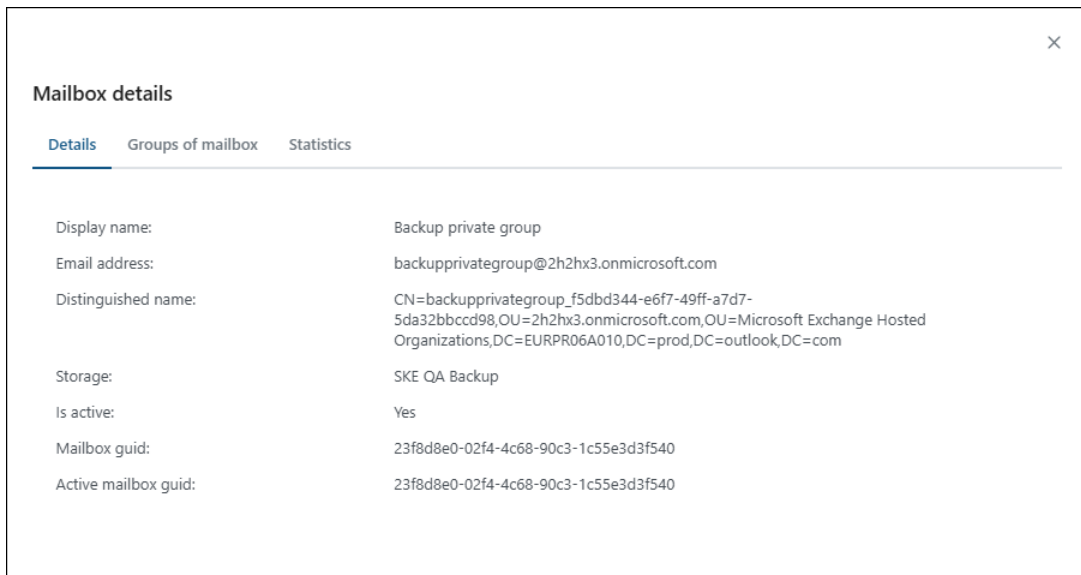 Mailbox details
Details Groups of mailbox Statistics
Display name: Backup private group
Email address: backupprivategroup@2h2hx3.onmicrosoft.com
Distinguished name: CN=backupprivategroup_f5dbd344-e6f7-49ff-a7d7-
5da32bbccd98,OU=2h2hx3.onmicrosoft.com,OU=Microsoft Exchange Hosted
Organizations,DC=EURPR06A010,DC=prod,DC=outlook,DC=com
Storage: SKE QA Backup
Is active: Yes
Mailbox guid: 23f8d8e0-02f4-4c68-90c3-1c55e3d3f540
Active mailbox guid: 23f8d8e0-02f4-4c68-90c3-1c55e3d3f540